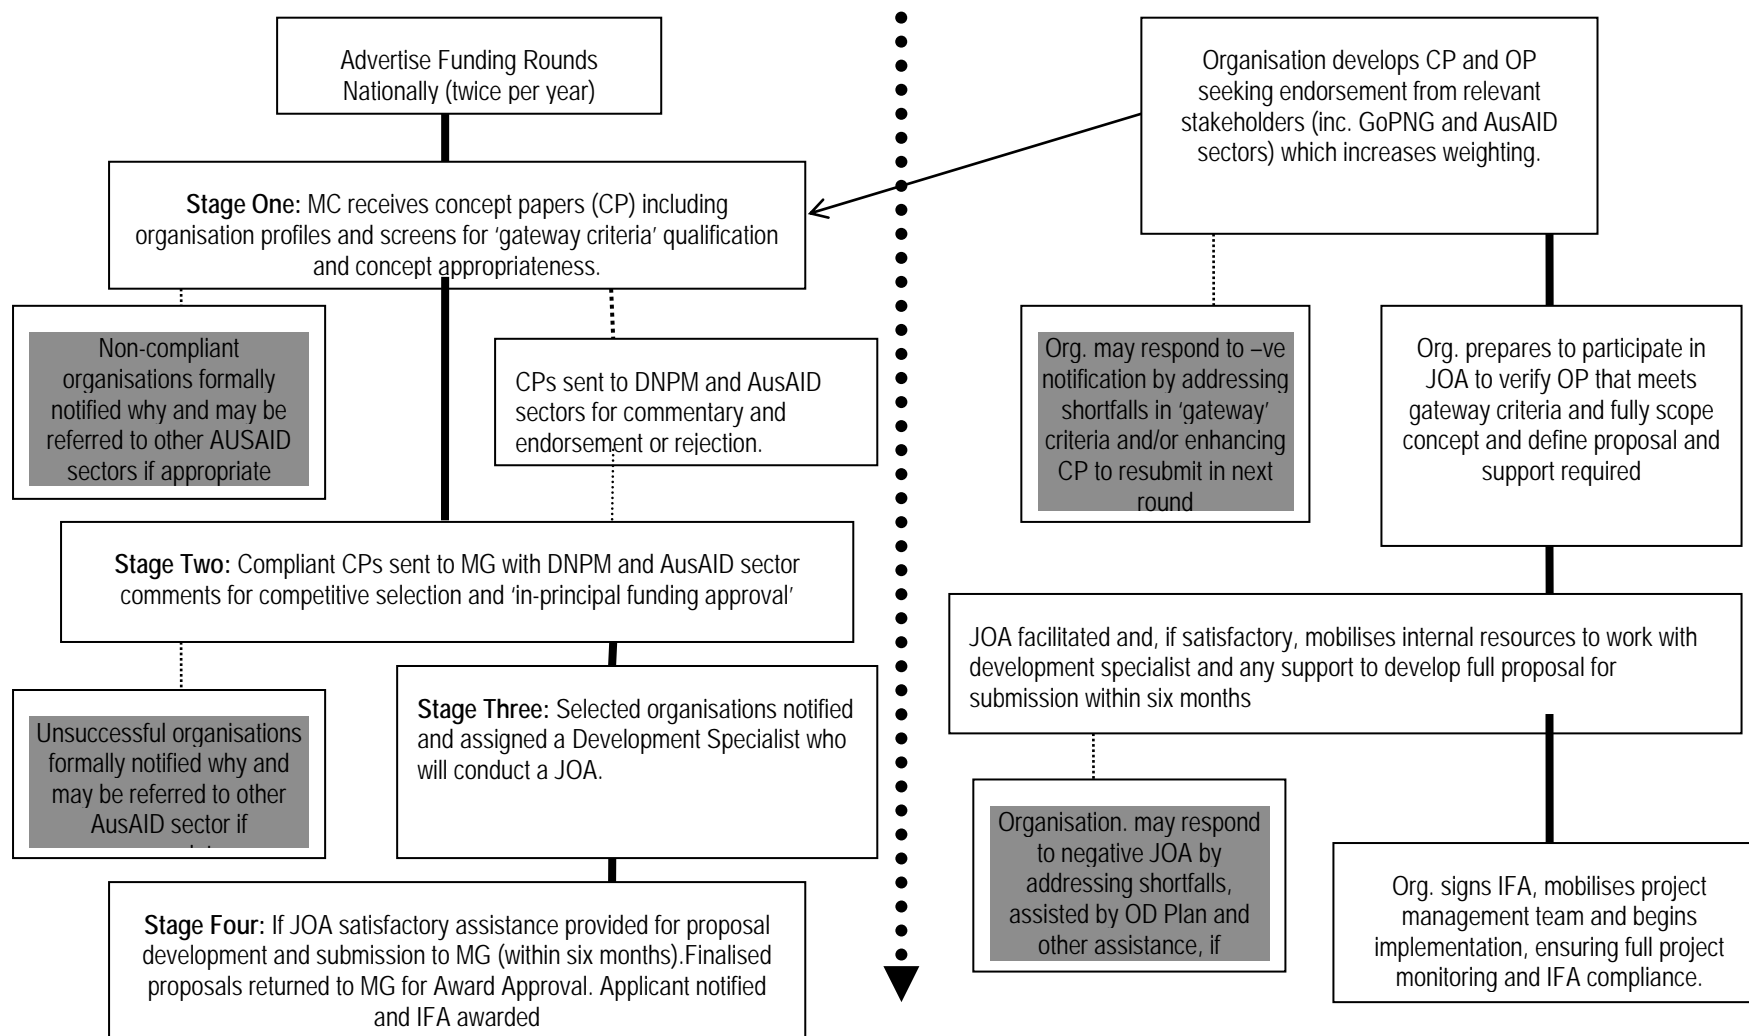 Advertise Funding Rounds
Nationally (twice per year)
Stage One: MC receives concept papers (CP) including
organisation profiles and screens for ‘gateway criteria’ qualification
and concept appropriateness.
Non-compliant
organisations formally
notified why and may be
referred to other AUSAID
sectors if appropriate
CPs sent to DNPM and AusAID
sectors for commentary and
endorsement or rejection.
Stage Two: Compliant CPs sent to MG with DNPM and AusAID sector
comments for competitive selection and ‘in-principal funding approval’
Unsuccessful organisations
formally notified why and
may be referred to other
AusAID sector if
Stage Three: Selected organisations notified
and assigned a Development Specialist who
will conduct a JOA.
Stage Four: If JOA satisfactory assistance provided for proposal
development and submission to MG (within six months).Finalised
proposals returned to MG for Award Approval. Applicant notified
and IFA awarded
Organisation develops CP and OP
seeking endorsement from relevant
stakeholders (inc. GoPNG and AusAID
sectors) which increases weighting.
Org. may respond to –ve
notification by addressing
shortfalls in ‘gateway’
criteria and/or enhancing
CP to resubmit in next
round
Org. prepares to participate in
JOA to verify OP that meets
gateway criteria and fully scope
concept and define proposal and
support required
JOA facilitated and, if satisfactory, mobilises internal resources to work with
development specialist and any support to develop full proposal for
submission within six months
Organisation. may respond
to negative JOA by
addressing shortfalls,
assisted by OD Plan and
other assistance, if
Org. signs IFA, mobilises project
management team and begins
implementation, ensuring full project
monitoring and IFA compliance.